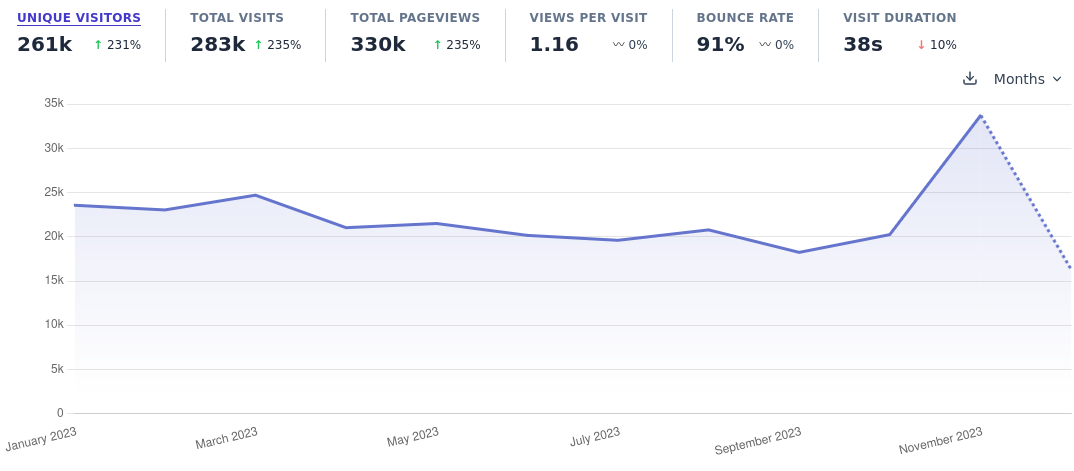 UNIQUE VISITORS TOTAL VISITS TOTAL PAGEVIEWS VIEWS PER VISIT BOUNCE RATE VISIT DURATION
261k ↑ 231% 283k ↑ 235% 330k ↑ 235% 1.16 〰 0% 91% 〰 0% 38s ↓ 10%
Months
35k
30k
25k
20k
15k
10k
5k
0
January 2023 March 2023 May 2023 July 2023 September 2023 November 2023